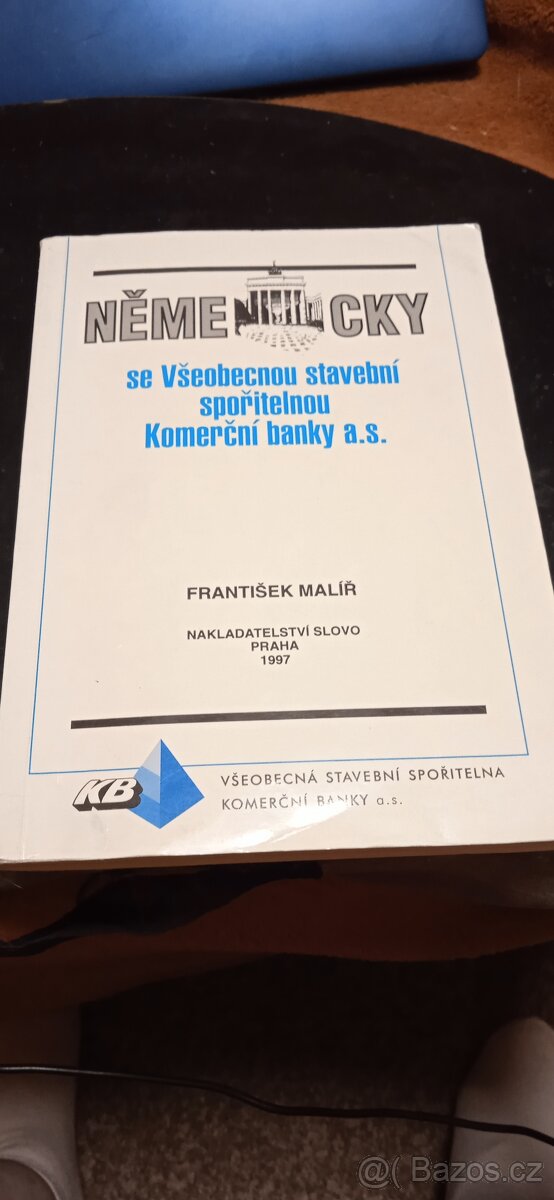 NĚMECKY
se Všeobecnou stavební
spořitelnou
Komerční banky a.s.
FRANTIŠEK MALÍŘ
NAKLADATELSTVÍ SLOVO
PRAHA
1997
KB
VŠEOBECNÁ STAVEBNÍ SPOŘITELNA
KOMERČNÍ BANKY a.s.
@( Bazoš.cz